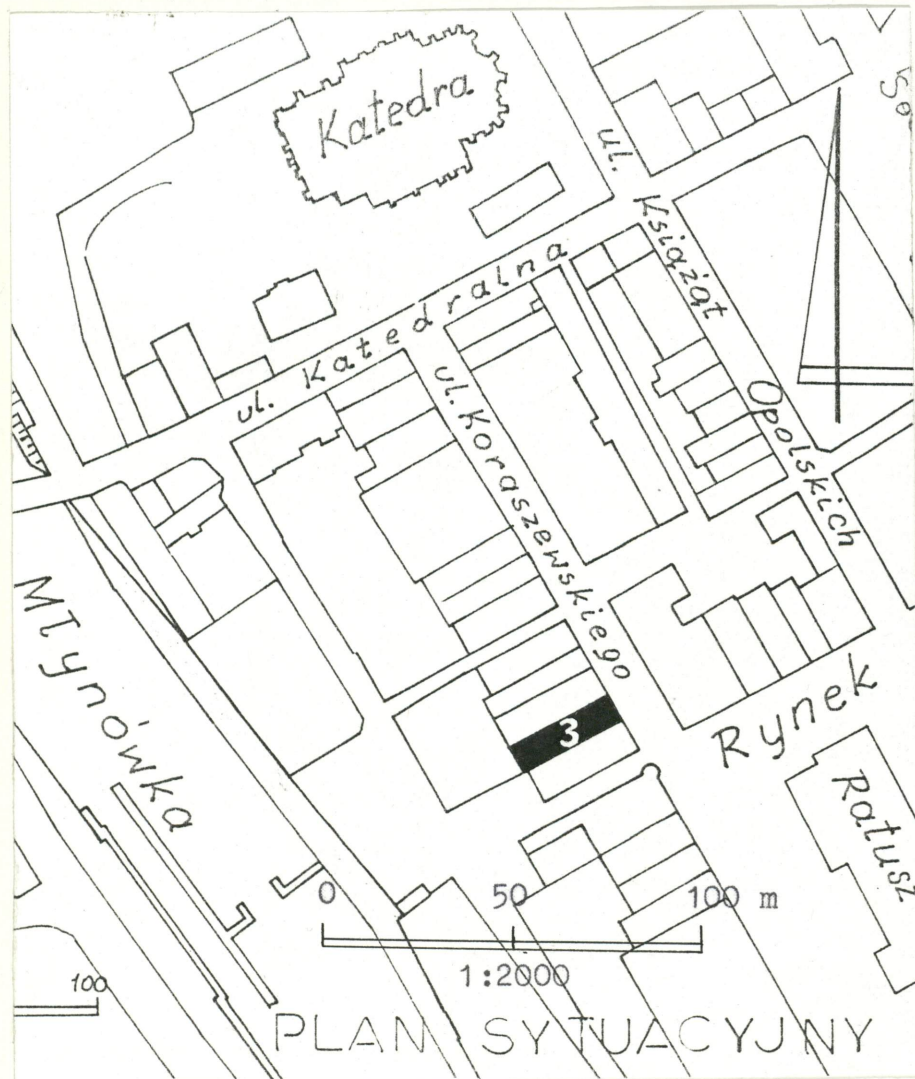 Katedra
ul. Książąt Opolskich
ul. Katedralna
ul. Koraszewskiego
Młynówka
3
Rynek
Ratusz
0 50 100 m
1:2000
100
PLAN SYTUACYJNY